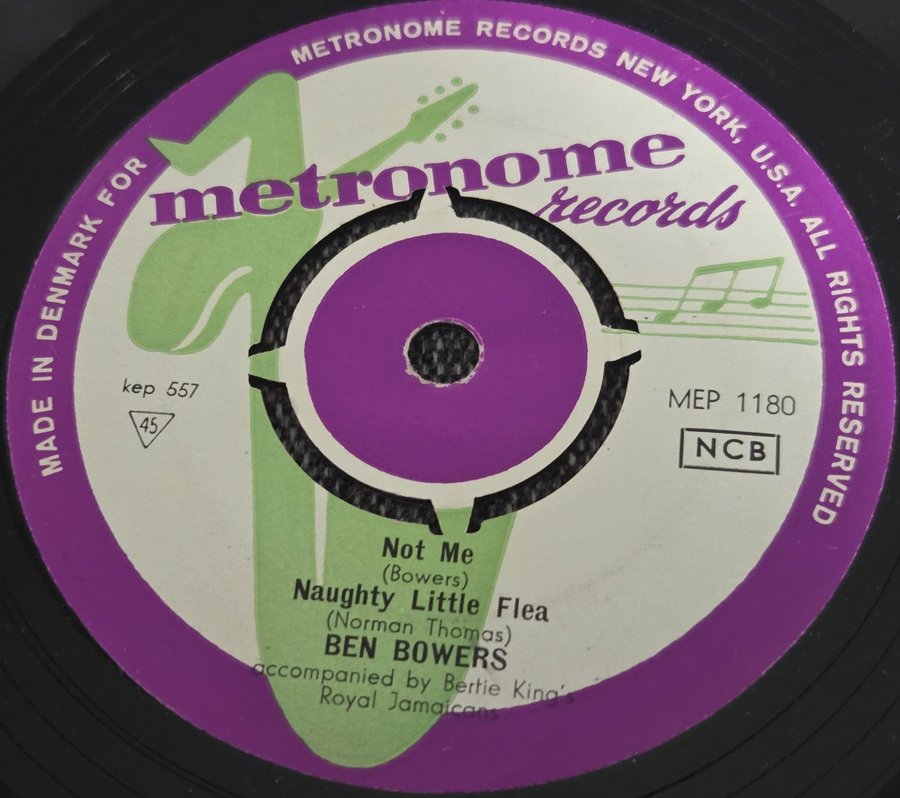 MADE IN DENMARK FOR METRONOME RECORDS NEW YORK, U.S.A. ALL RIGHTS RESERVED
metronome
records
kep 557
45
MEP 1180
NCB
Not Me
(Bowers)
Naughty Little Flea
(Norman Thomas)
BEN BOWERS
accompanied by Bertie King's
Royal Jamaicans